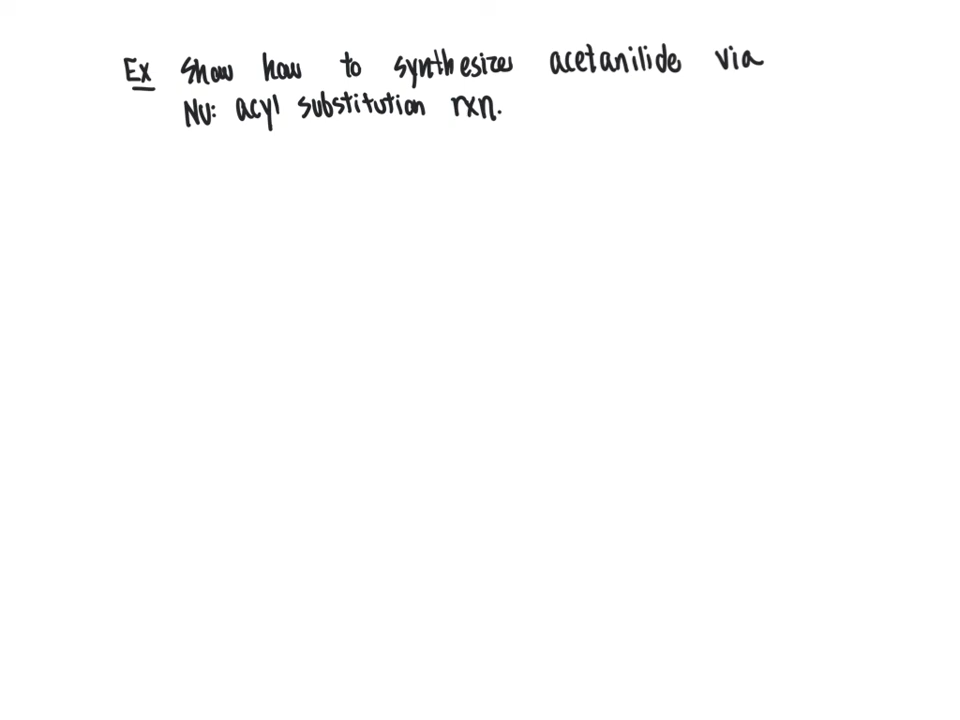 Ex Show how to synthesize acetanilide via
Nu: acyl substitution rxn.